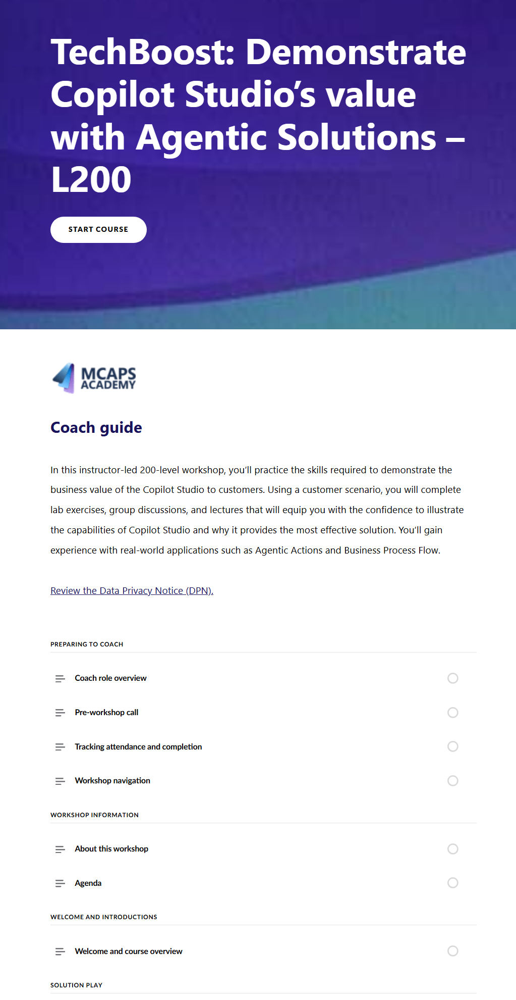 TechBoost: Demonstrate
Copilot Studio’s value
with Agentic Solutions –
L200
START COURSE
MCAPS
ACADEMY
Coach guide
In this instructor-led 200-level workshop, you’ll practice the skills required to demonstrate the
business value of the Copilot Studio to customers. Using a customer scenario, you will complete
lab exercises, group discussions, and lectures that will equip you with the confidence to illustrate
the capabilities of Copilot Studio and why it provides the most effective solution. You’ll gain
experience with real-world applications such as Agentic Actions and Business Process Flow.
Review the Data Privacy Notice (DPN).
PREPARING TO COACH
Coach role overview
Pre-workshop call
Tracking attendance and completion
Workshop navigation
WORKSHOP INFORMATION
About this workshop
Agenda
WELCOME AND INTRODUCTIONS
Welcome and course overview
SOLUTION PLAY